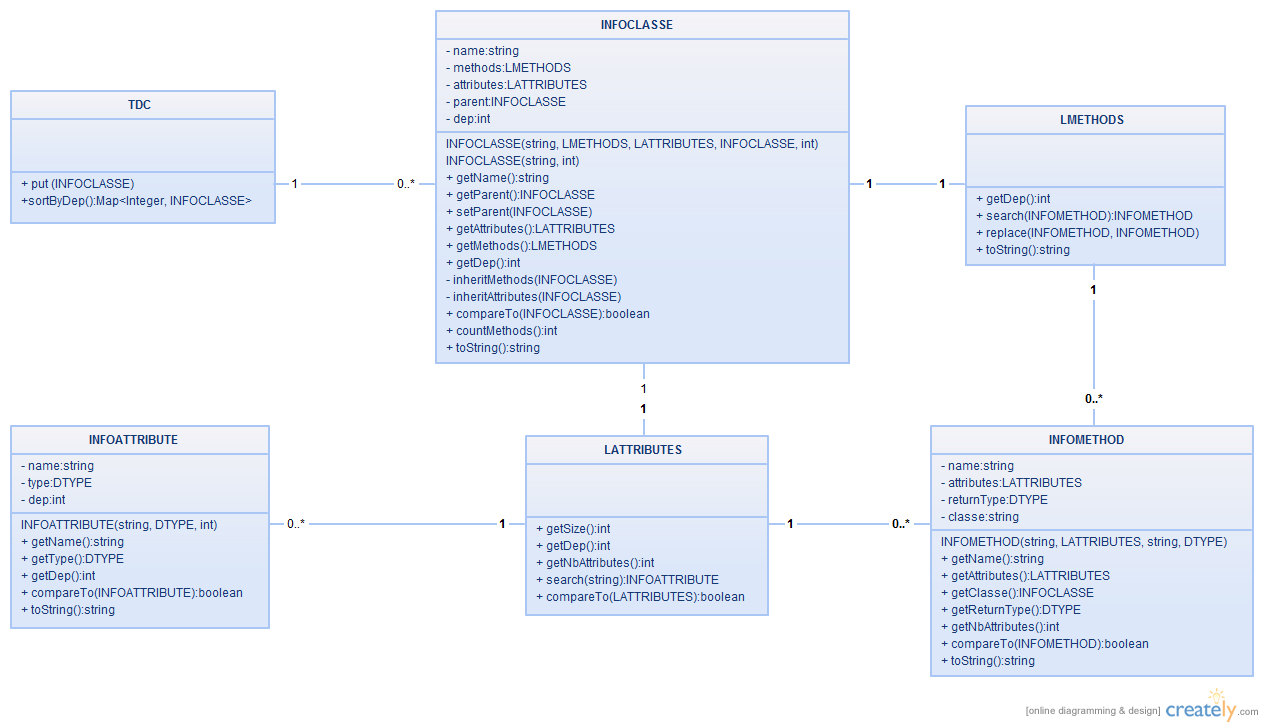 INFOCLASSE
- name:string
- methods:LMETHODS
- attributes:LATTRIBUTES
- parent:INFOCLASSE
- dep:int
INFOCLASSE(string, LMETHODS, LATTRIBUTES, INFOCLASSE, int)
INFOCLASSE(string, int)
+ getName():string
+ getParent():INFOCLASSE
+ setParent(INFOCLASSE)
+ getAttributes():LATTRIBUTES
+ getMethods():LMETHODS
+ getDep():int
- inheritMethods(INFOCLASSE)
- inheritAttributes(INFOCLASSE)
+ compareTo(INFOCLASSE):boolean
+ countMethods():int
+ toString():string
TDC
+ put (INFOCLASSE)
+sortByDep():Map<Integer, INFOCLASSE>
1
0..*
1
1
LMETHODS
+ getDep():int
+ search(INFOMETHOD):INFOMETHOD
+ replace(INFOMETHOD, INFOMETHOD)
+ toString():string
1
0..*
1
1
INFOATTRIBUTE
- name:string
- type:DTYPE
- dep:int
INFOATTRIBUTE(string, DTYPE, int)
+ getName():string
+ getType():DTYPE
+ getDep():int
+ compareTo(INFOATTRIBUTE):boolean
+ toString():string
0..*
1
LATTRIBUTES
+ getSize():int
+ getDep():int
+ getNbAttributes():int
+ search(string):INFOATTRIBUTE
+ compareTo(LATTRIBUTES):boolean
1
0..*
INFOMETHOD
- name:string
- attributes:LATTRIBUTES
- returnType:DTYPE
- classe:string
INFOMETHOD(string, LATTRIBUTES, string, DTYPE)
+ getName():string
+ getAttributes():LATTRIBUTES
+ getClasse():INFOCLASSE
+ getReturnType():DTYPE
+ getNbAttributes():int
+ compareTo(INFOMETHOD):boolean
+ toString():string
[online diagramming & design] creately.com